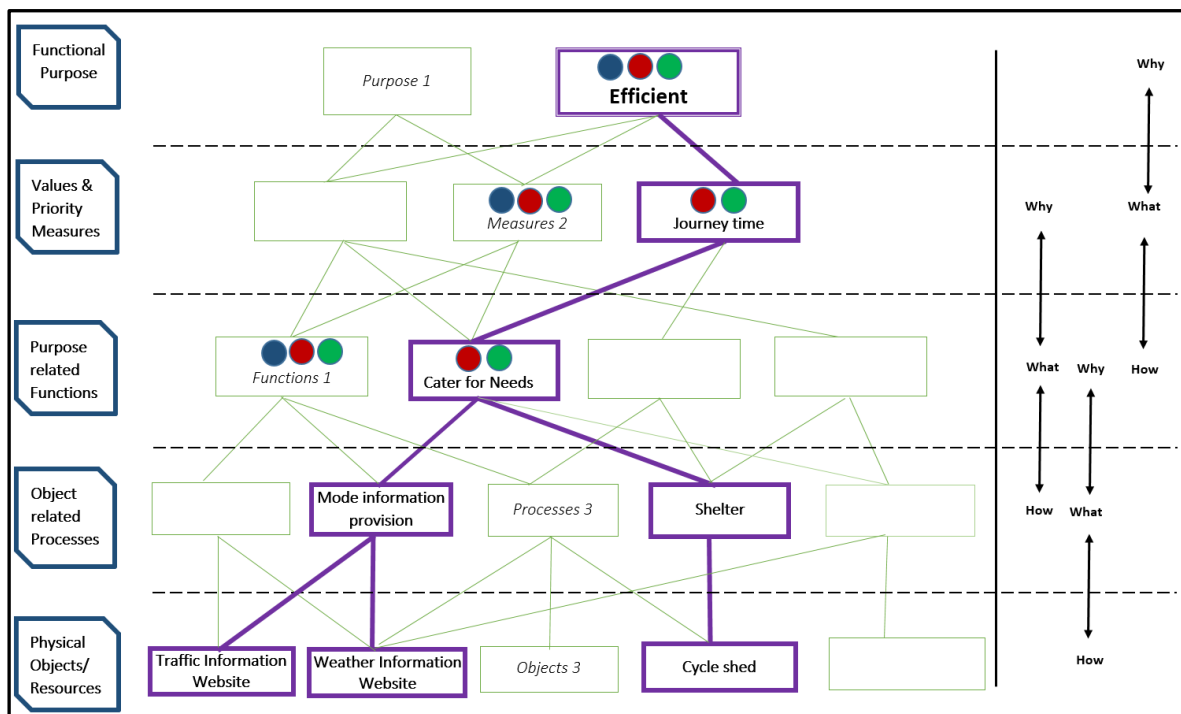 Functional
Purpose
Purpose 1
Efficient
Why
Values &
Priority
Measures
Measures 2
Journey time
Why
What
Purpose
related
Functions
Functions 1
Cater for Needs
What
Why
How
Object
related
Processes
Mode information
provision
Processes 3
Shelter
How
What
Physical
Objects/
Resources
Traffic Information
Website
Weather Information
Website
Objects 3
Cycle shed
How